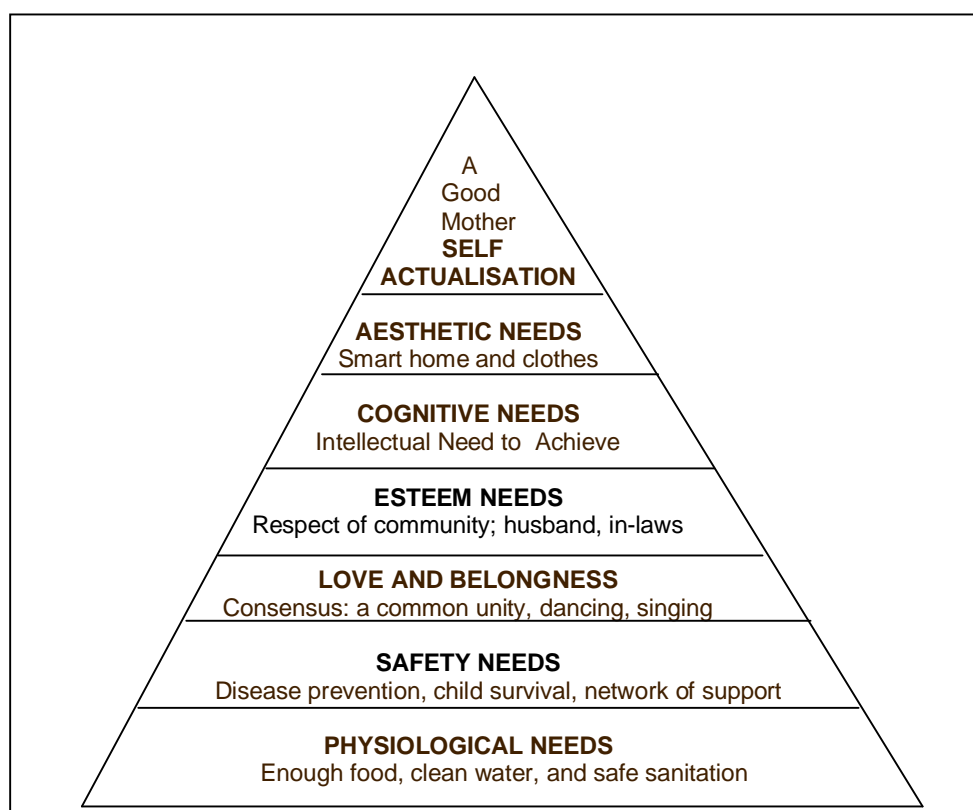 A
Good
Mother
SELF
ACTUALISATION
AESTHETIC NEEDS
Smart home and clothes
COGNITIVE NEEDS
Intellectual Need to Achieve
ESTEEM NEEDS
Respect of community; husband, in-laws
LOVE AND BELONGNESS
Consensus: a common unity, dancing, singing
SAFETY NEEDS
Disease prevention, child survival, network of support
PHYSIOLOGICAL NEEDS
Enough food, clean water, and safe sanitation